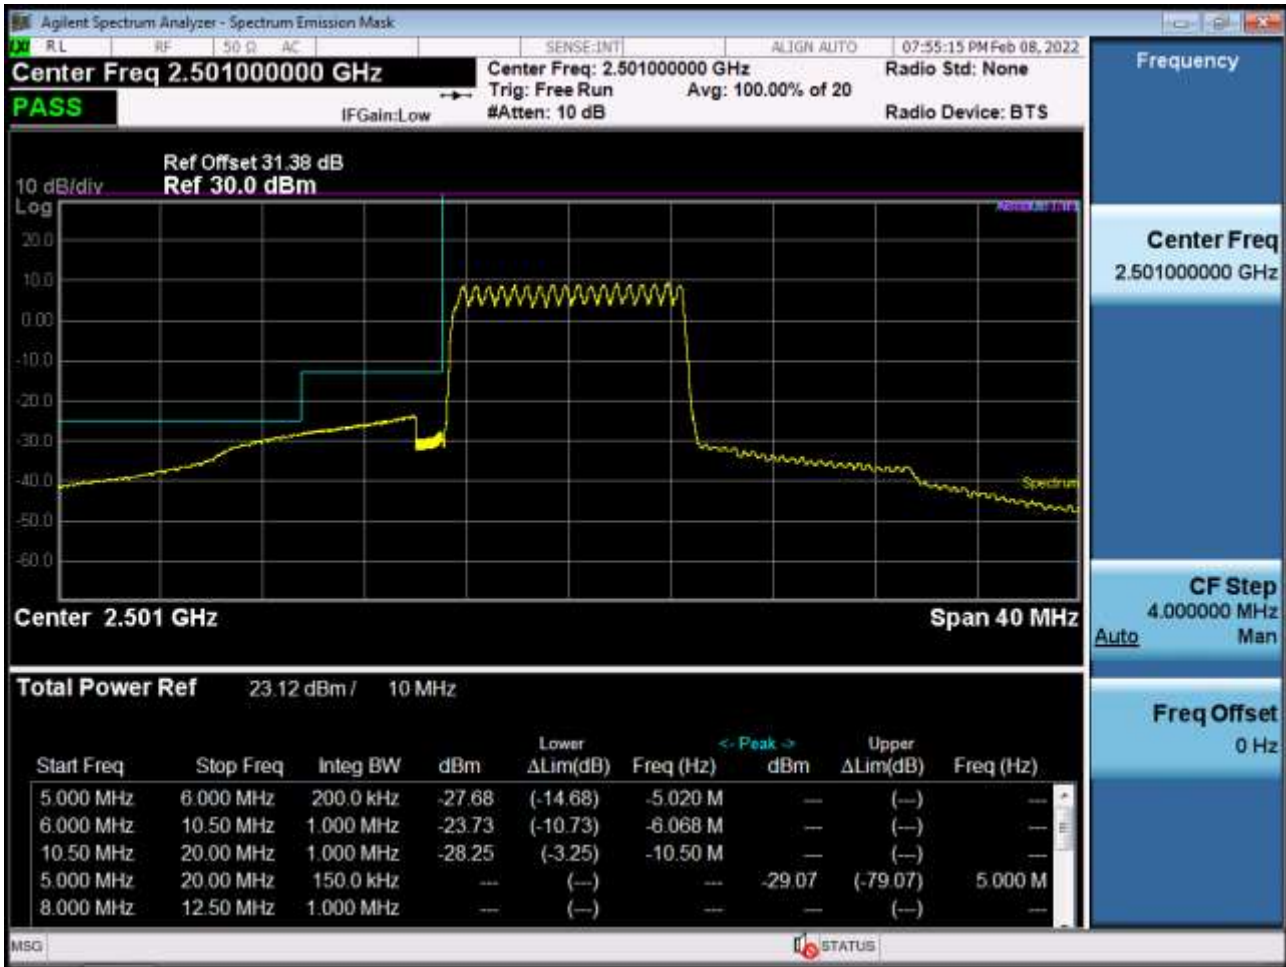 Agilent Spectrum Analyzer - Spectrum Emission Mask
RL RF 50 Ω AC SENSE:INT ALIGN AUTO 07:55:15 PM Feb 08, 2022
Center Freq 2.501000000 GHz
Center Freq: 2.501000000 GHz
Radio Std: None
Trig: Free Run
Avg: 100.00% of 20
PASS
IFGain:Low
#Atten: 10 dB
Radio Device: BTS
Ref Offset 31.38 dB
10 dB/div Ref 30.0 dBm
Log
20.0
10.0
0.00
-10.0
-20.0
-30.0
-40.0
-50.0
-60.0
Spectrum
Center 2.501 GHz
Span 40 MHz
Total Power Ref 23.12 dBm / 10 MHz
Lower <- Peak -> Upper
Start Freq Stop Freq Integ BW dBm ΔLim(dB) Freq (Hz) dBm ΔLim(dB) Freq (Hz)
5.000 MHz 6.000 MHz 200.0 kHz -27.68 (-14.68) -5.020 M --- (---) ---
6.000 MHz 10.50 MHz 1.000 MHz -23.73 (-10.73) -6.068 M --- (---) ---
10.50 MHz 20.00 MHz 1.000 MHz -28.25 (-3.25) -10.50 M --- (---) ---
5.000 MHz 20.00 MHz 150.0 kHz --- (---) --- -29.07 (-79.07) 5.000 M
8.000 MHz 12.50 MHz 1.000 MHz --- (---) --- --- (---) ---
MSG STATUS
Frequency
Center Freq
2.501000000 GHz
CF Step
4.000000 MHz
Auto Man
Freq Offset
0 Hz